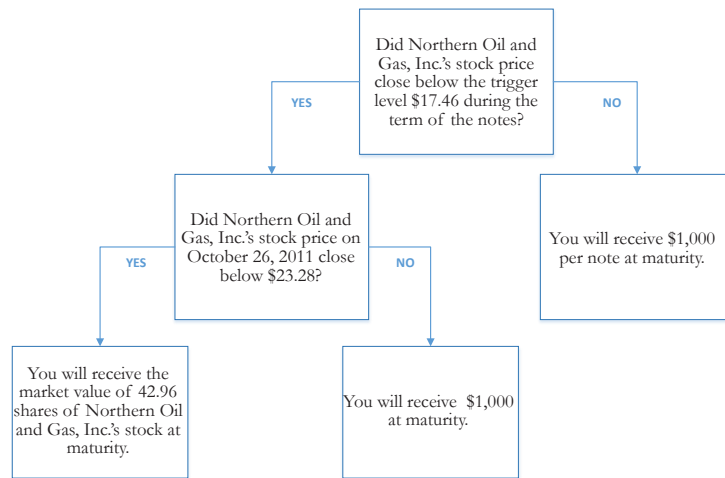 Did Northern Oil and
Gas, Inc.'s stock price
close below the trigger
level $17.46 during the
term of the notes?
YES
NO
Did Northern Oil and
Gas, Inc.'s stock price on
October 26, 2011 close
below $23.28?
You will receive $1,000
per note at maturity.
YES
NO
You will receive the
market value of 42.96
shares of Northern Oil
and Gas, Inc.'s stock at
maturity.
You will receive $1,000
at maturity.